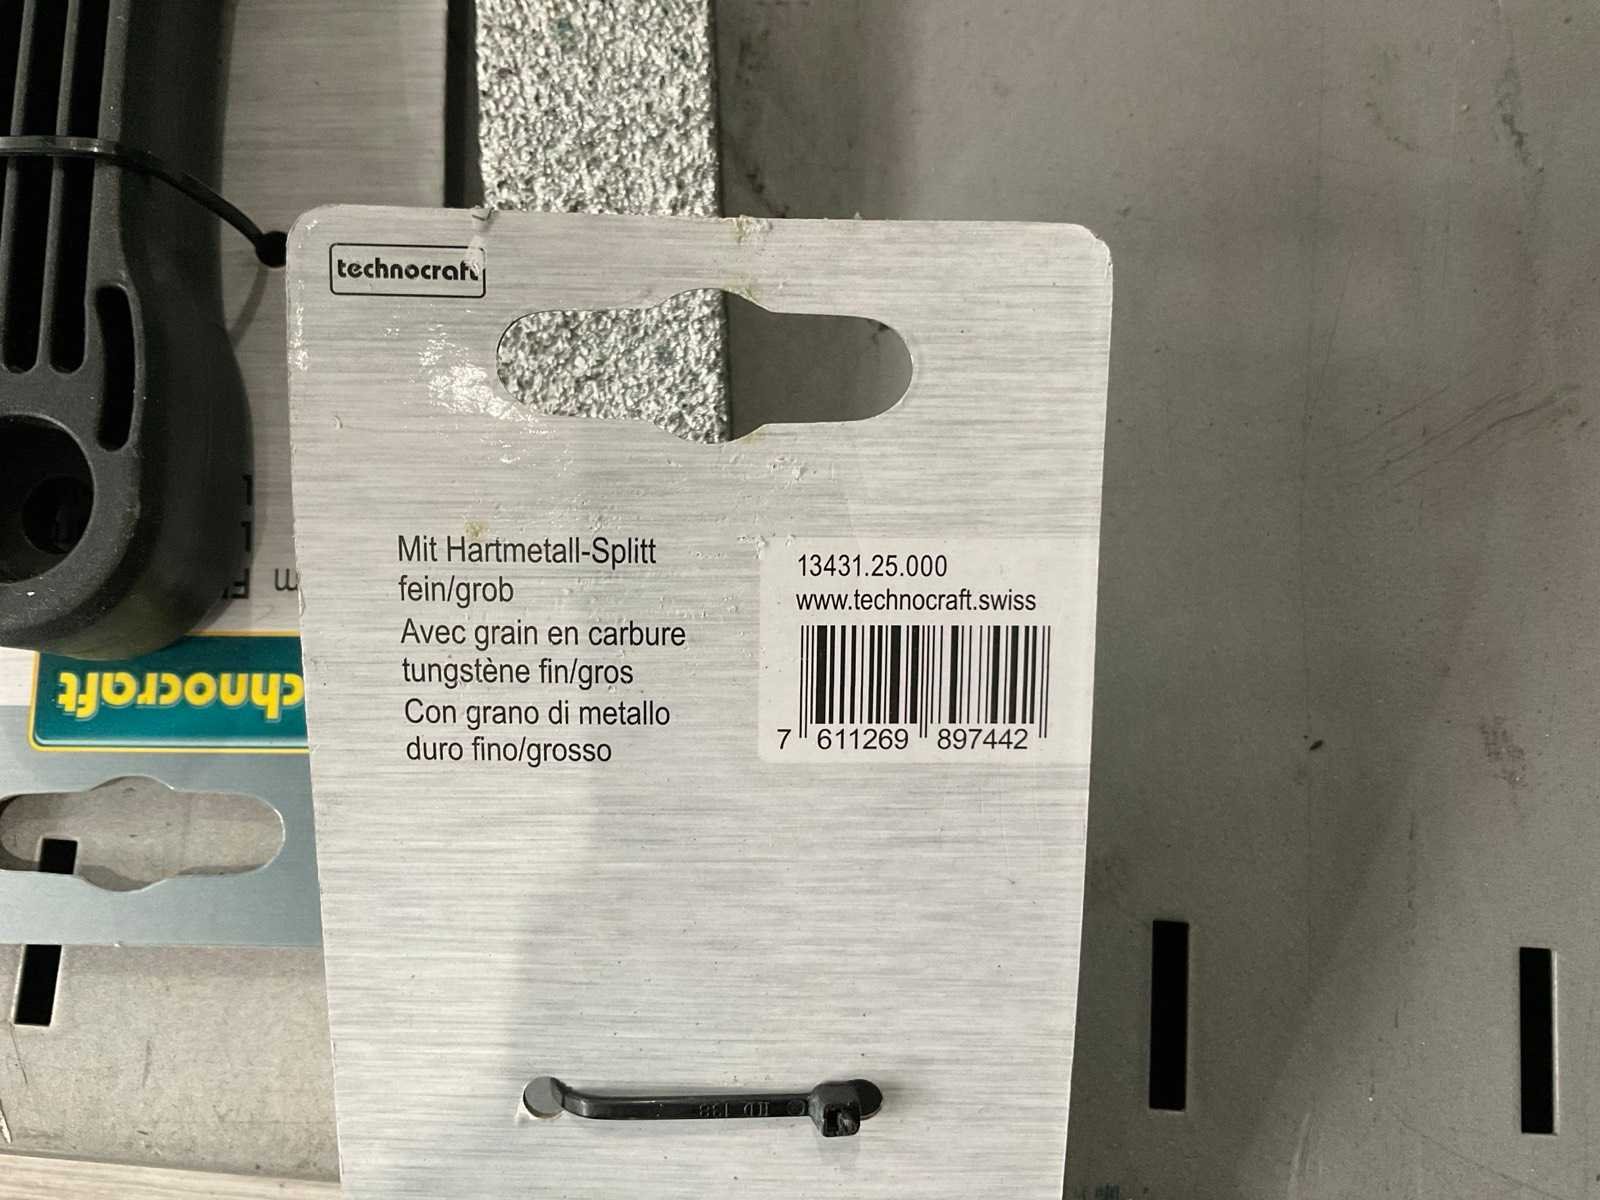 technocraft
Mit Hartmetall-Splitt
fein/grob
Avec grain en carbure
tungstène fin/gros
Con grano di metallo
duro fino/grosso
13431.25.000
www.technocraft.swiss
7 611269 897442
chnocraft